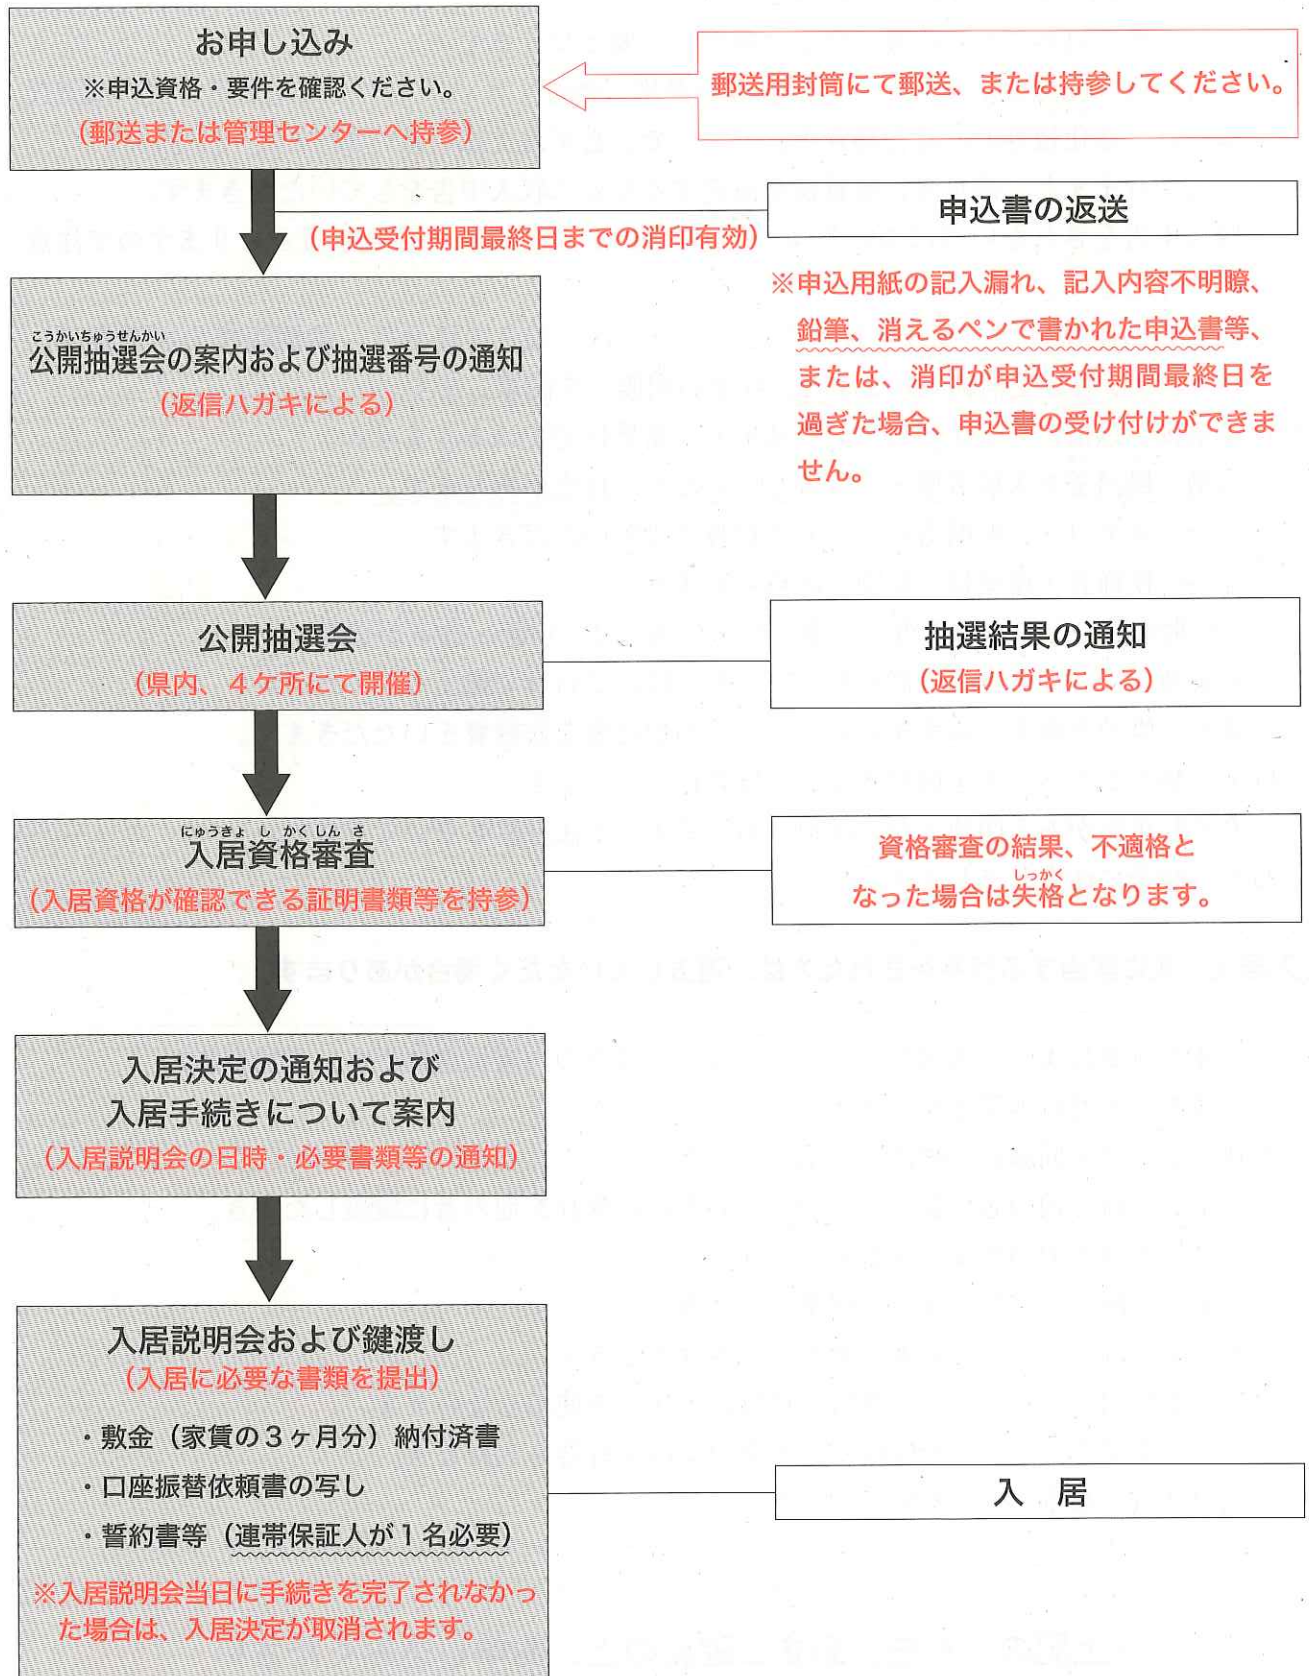 お申し込み
※申込資格・要件を確認ください。
(郵送または管理センターへ持参)
郵送用封筒にて郵送、または持参してください。
申込書の返送
(申込受付期間最終日までの消印有効)
※申込用紙の記入漏れ、記入内容不明瞭、
鉛筆、消えるペンで書かれた申込書等、
または、消印が申込受付期間最終日を
過ぎた場合、申込書の受け付けができま
せん。
こうかいちゅうせんかい
公開抽選会の案内および抽選番号の通知
(返信ハガキによる)
公開抽選会
(県内、4ケ所にて開催)
抽選結果の通知
(返信ハガキによる)
にゅうきょ し かくしん さ
入居資格審査
(入居資格が確認できる証明書類等を持参)
資格審査の結果、不適格と
しっかく
なった場合は失格となります。
入居決定の通知および
入居手続きについて案内
(入居説明会の日時・必要書類等の通知)
入居説明会および鍵渡し
(入居に必要な書類を提出)
・敷金(家賃の3ヶ月分)納付済書
・口座振替依頼書の写し
・誓約書等(連帯保証人が1名必要)
※入居説明会当日に手続きを完了されなかっ
た場合は、入居決定が取消されます。
入 居